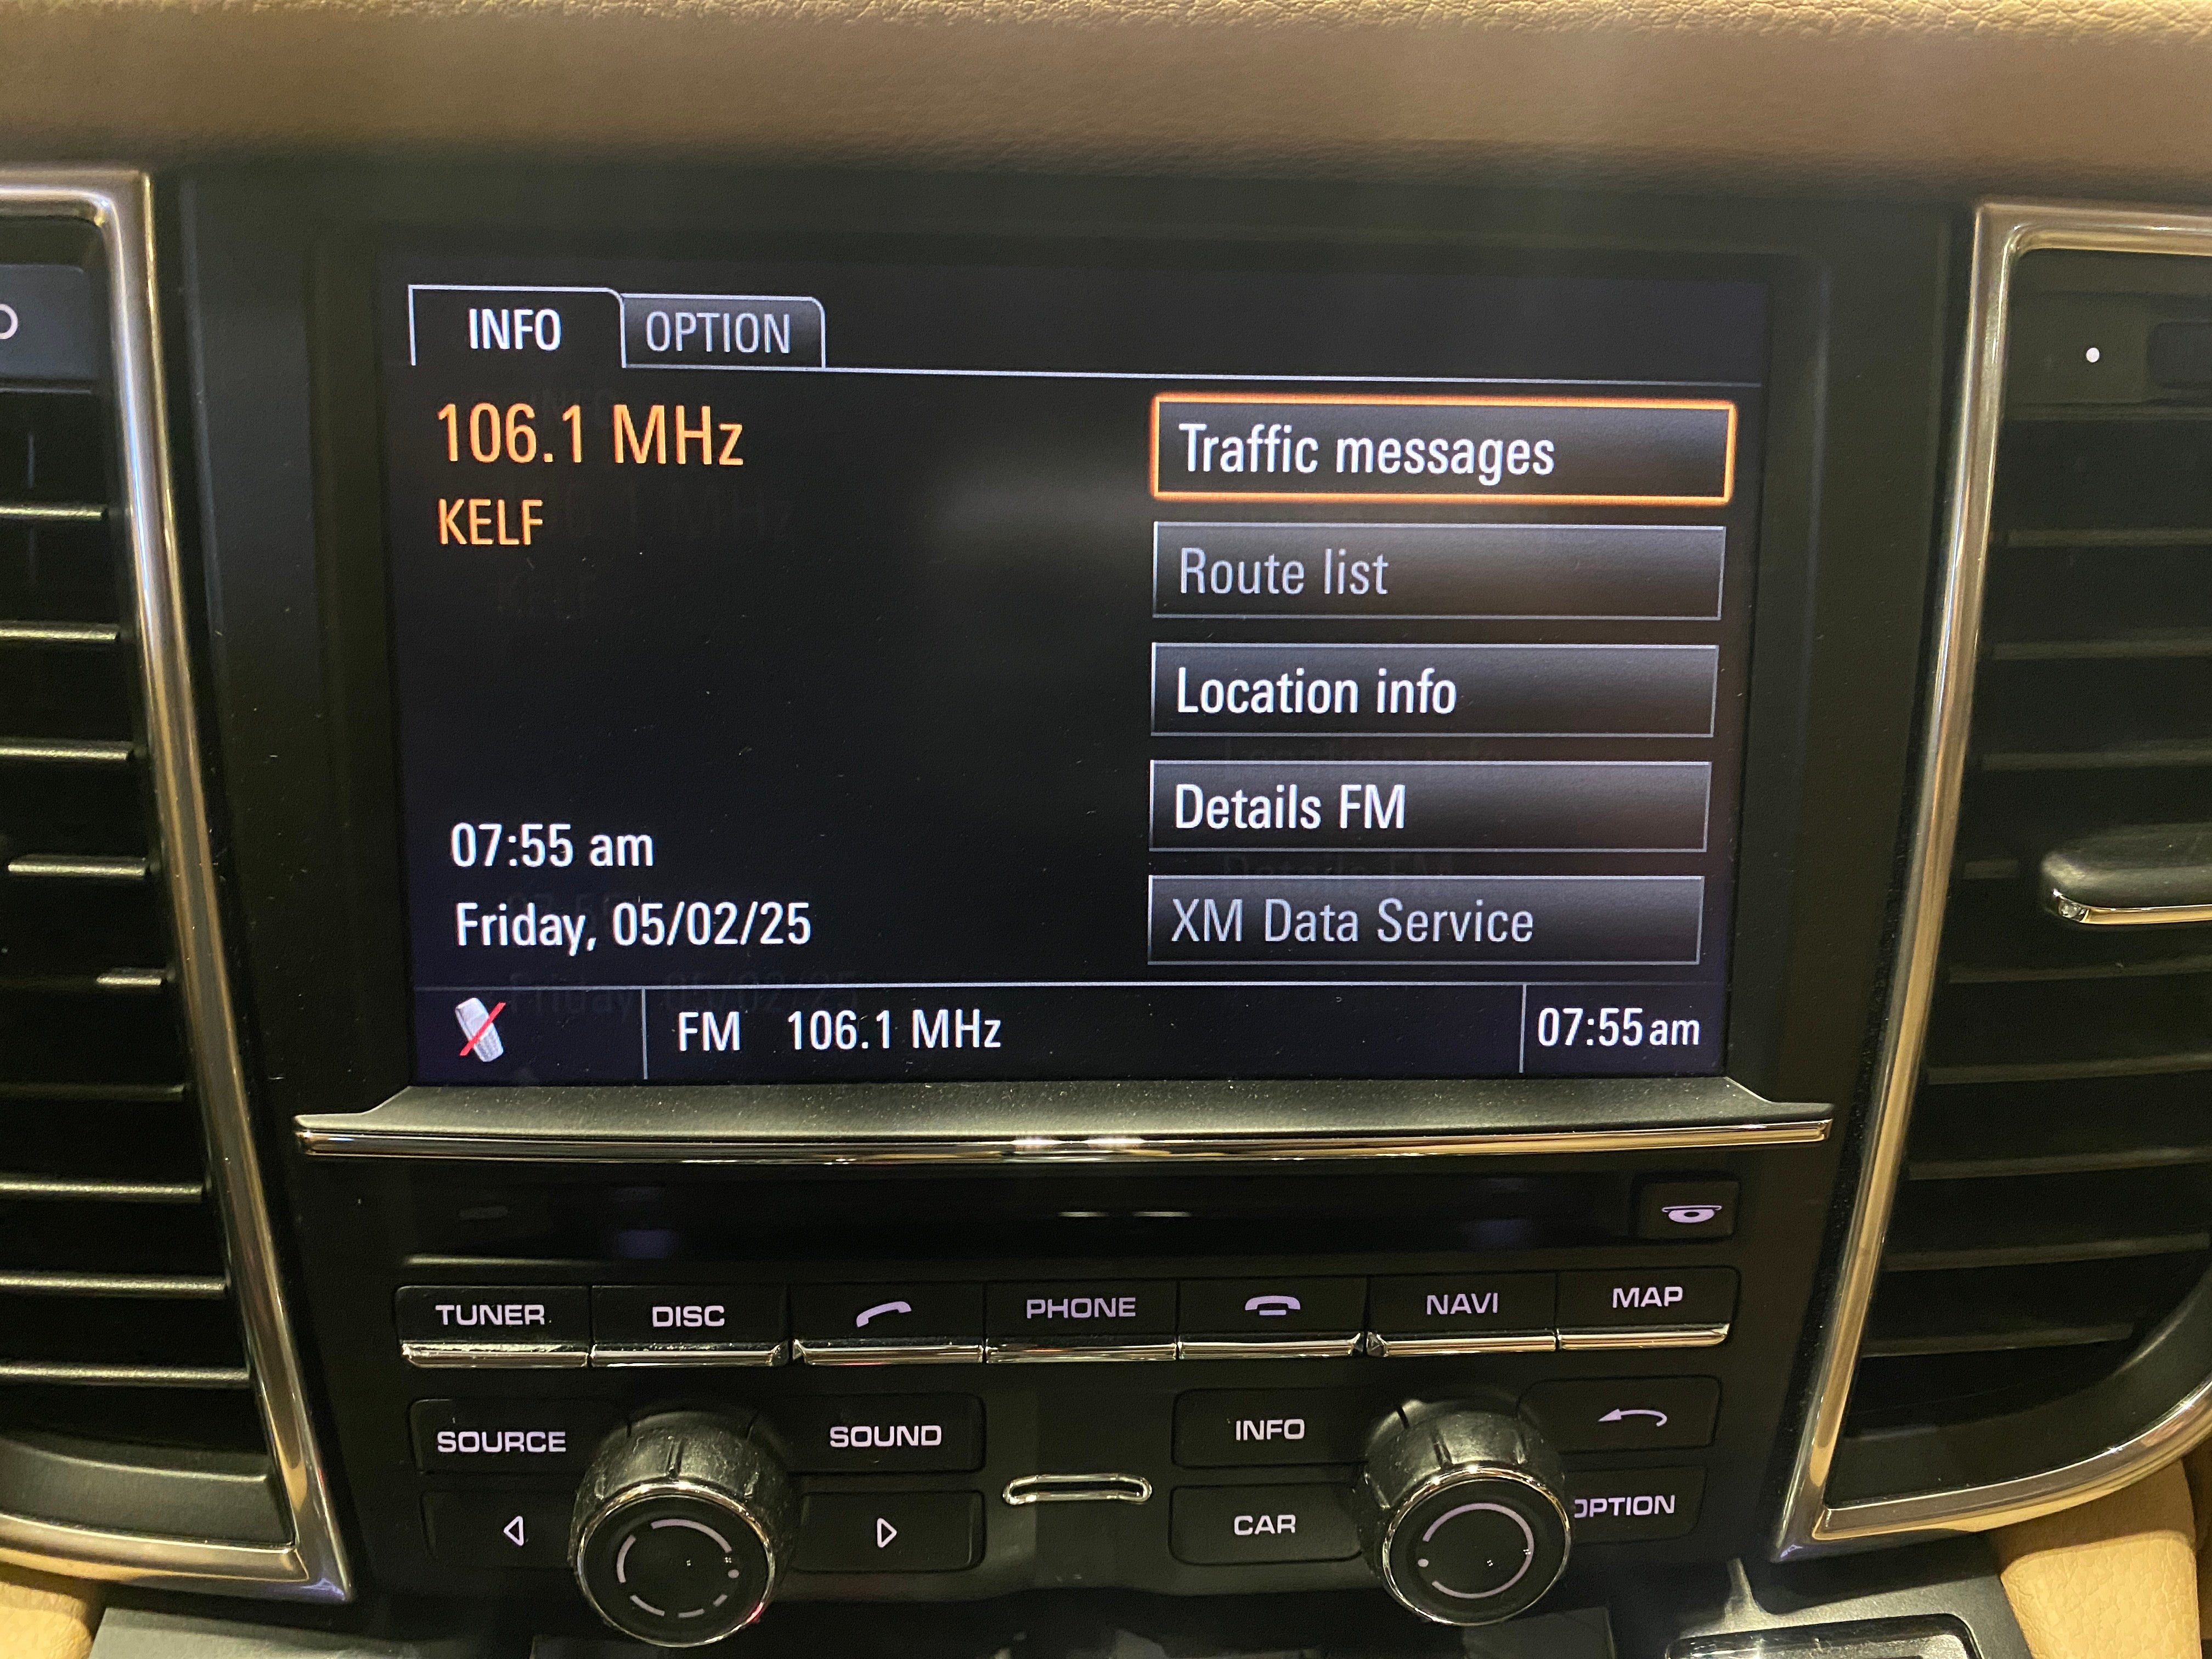 INFO OPTION
106.1 MHz
KELF
Traffic messages
Route list
Location info
Details FM
XM Data Service
07:55 am
Friday, 05/02/25
FM 106.1 MHz 07:55 am
TUNER DISC PHONE NAVI MAP
SOURCE SOUND INFO
CAR OPTION